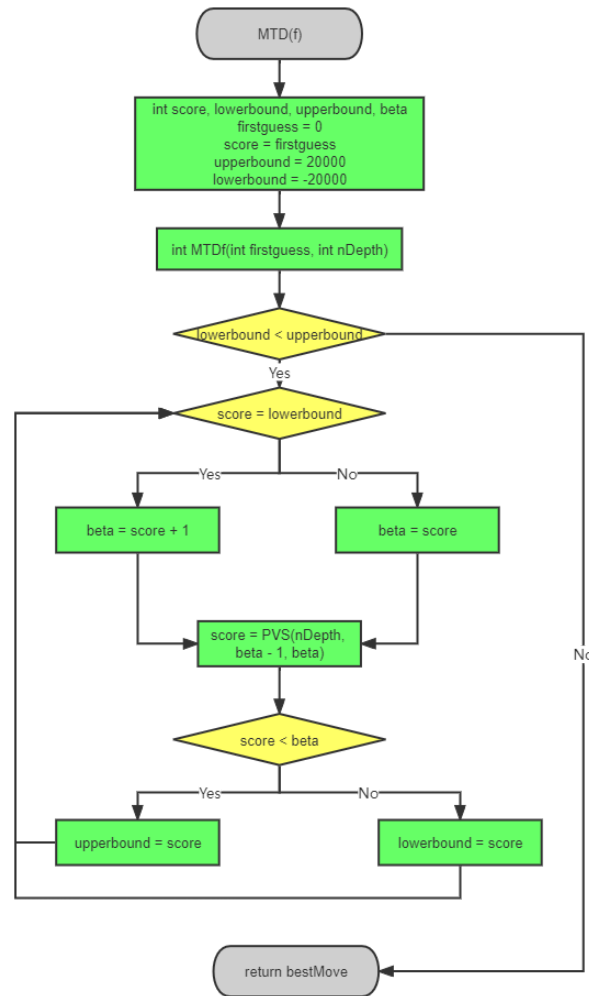 MTD(f)
int score, lowerbound, upperbound, beta
firstguess = 0
score = firstguess
upperbound = 20000
lowerbound = -20000
int MTDf(int firstguess, int nDepth)
lowerbound < upperbound
Yes
score = lowerbound
Yes
No
beta = score + 1
beta = score
score = PVS(nDepth,
beta - 1, beta)
No
score < beta
Yes
No
upperbound = score
lowerbound = score
return bestMove